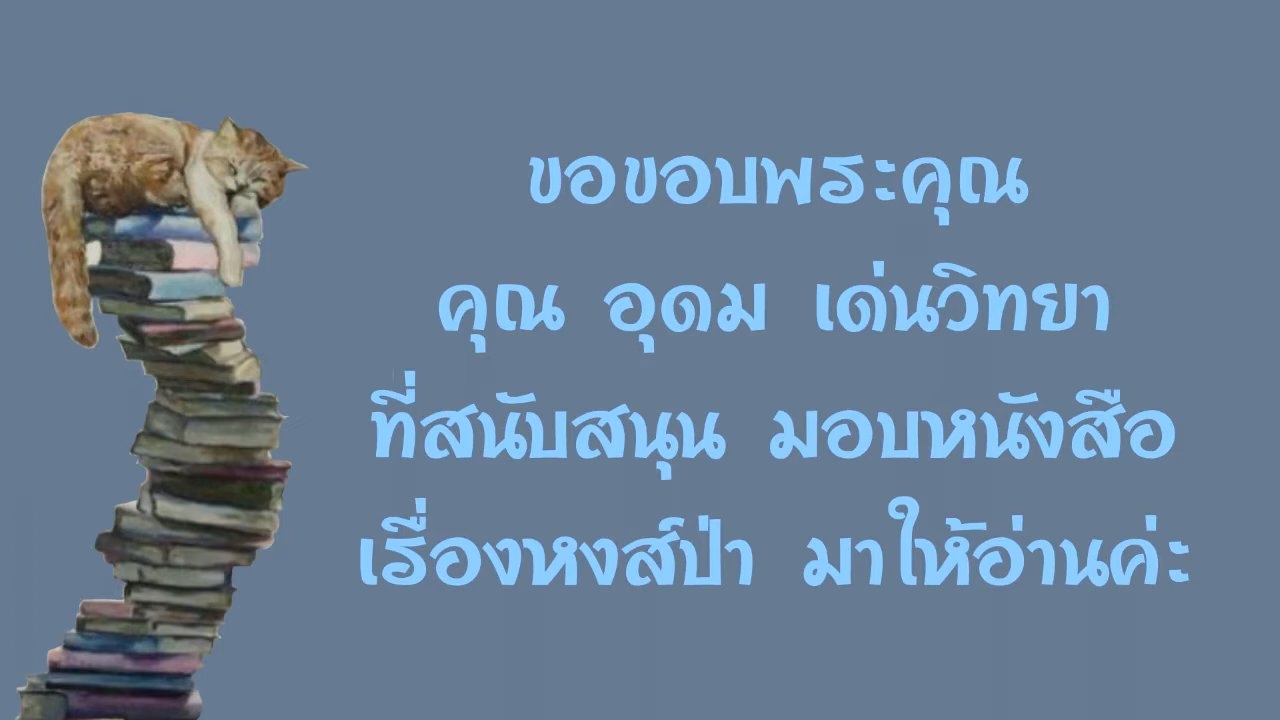 ขอขอบพระคุณ
คุณ อุดม เด่นวิทยา
ที่สนับสนุน มอบหนังสือ
เรื่องหงส์ป่า มาให้อ่านค่ะ